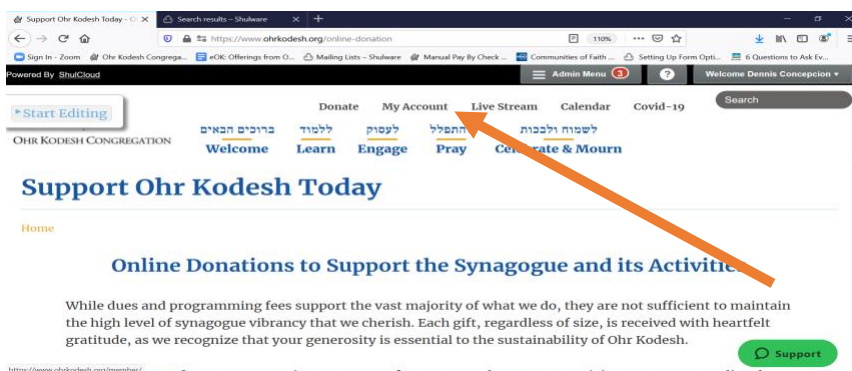 Support Ohr Kodesh Today - O
Search results – Shulware
https://www.ohrkodesh.org/online-donation
110%
Sign In - Zoom
Ohr Kodesh Congrega...
eOK: Offerings from O...
Mailing Lists – Shulware
Manual Pay By Check ...
Communities of Faith ...
Setting Up Form Opti...
6 Questions to Ask Ev...
Powered By ShulCloud
Admin Menu 3
?
Welcome Dennis Concepcion
Start Editing
Donate My Account Live Stream Calendar Covid-19
Search
OHR KODESH CONGREGATION
ברוכים הבאים ללמוד לעסוק התפלל לשמוח ולבכות
Welcome Learn Engage Pray Celebrate & Mourn
Support Ohr Kodesh Today
Home
Online Donations to Support the Synagogue and its Activities
While dues and programming fees support the vast majority of what we do, they are not sufficient to maintain
the high level of synagogue vibrancy that we cherish. Each gift, regardless of size, is received with heartfelt
gratitude, as we recognize that your generosity is essential to the sustainability of Ohr Kodesh.
Support
https://www.ohrkodesh.org/member/